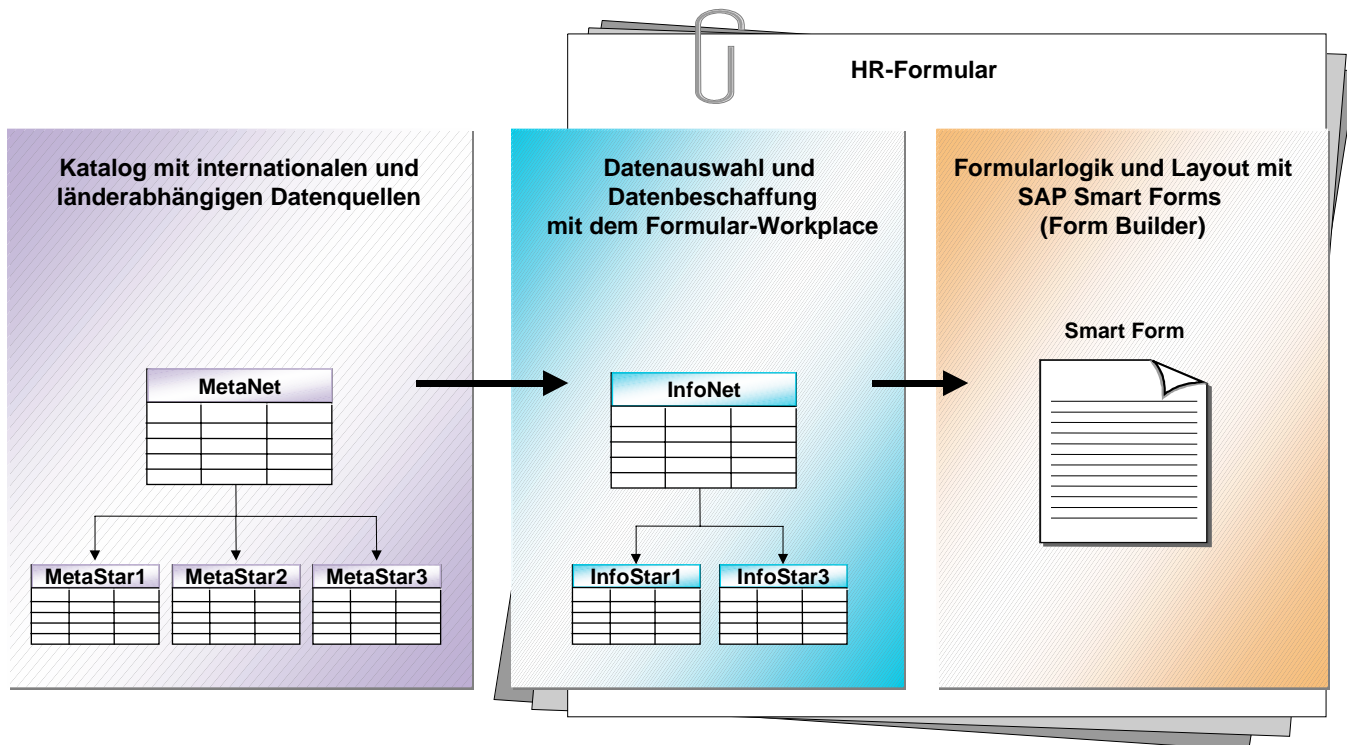 HR-Formular
Katalog mit internationalen und
länderabhängigen Datenquellen
MetaNet
MetaStar1
MetaStar2
MetaStar3
Datenauswahl und
Datenbeschaffung
mit dem Formular-Workplace
InfoNet
InfoStar1
InfoStar3
Formularlogik und Layout mit
SAP Smart Forms
(Form Builder)
Smart Form